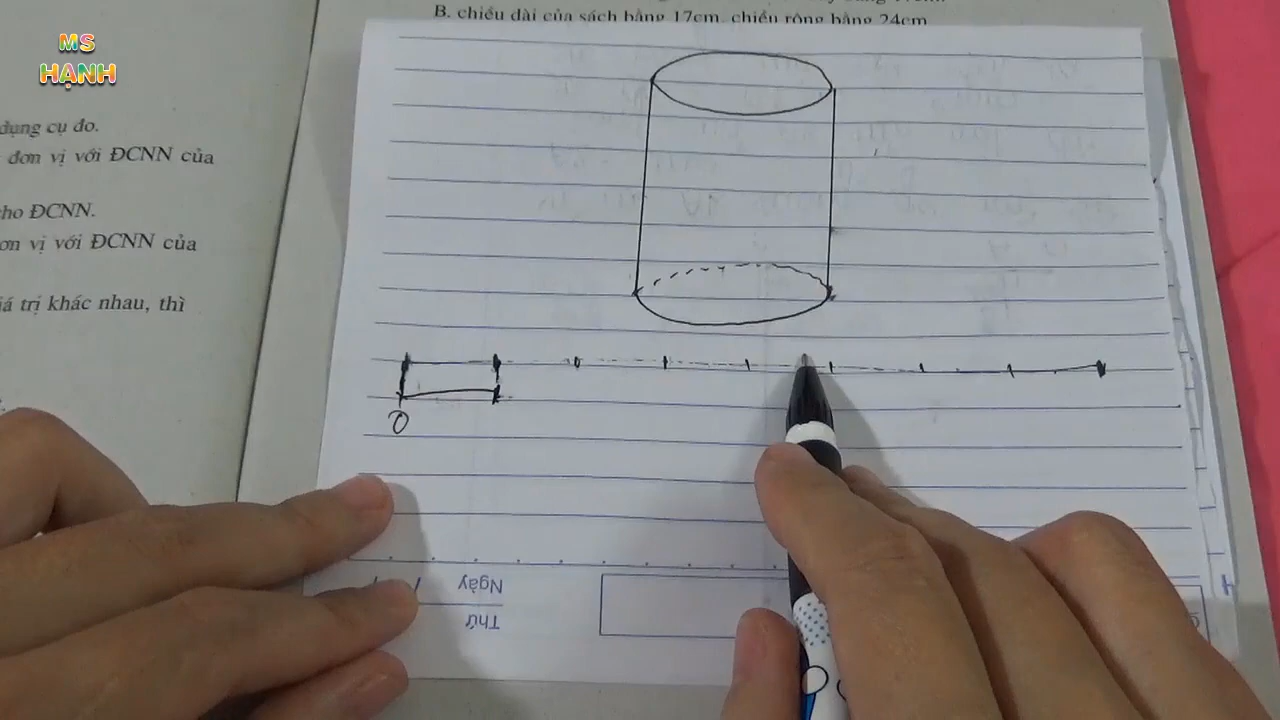 MS
HẠNH
B. chiều dài của sách bằng 17cm, chiều rộng bằng 24cm
dụng cụ đo.
đơn vị với ĐCNN của
cho ĐCNN.
ơn vị với ĐCNN của
iá trị khác nhau, thì
0
Ngày
Thứ